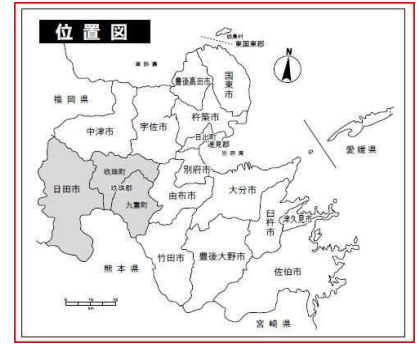 位置図
姫島村
東国東郡
周防灘
N
豊後高田市
国東市
福岡県
中津市
宇佐市
杵築市
日出町
速見郡
別府湾
愛媛県
玖珠町
日田市
玖珠郡
九重町
別府市
由布市
大分市
臼杵市
津久見市
竹田市
豊後大野市
佐伯市
熊本県
宮崎県